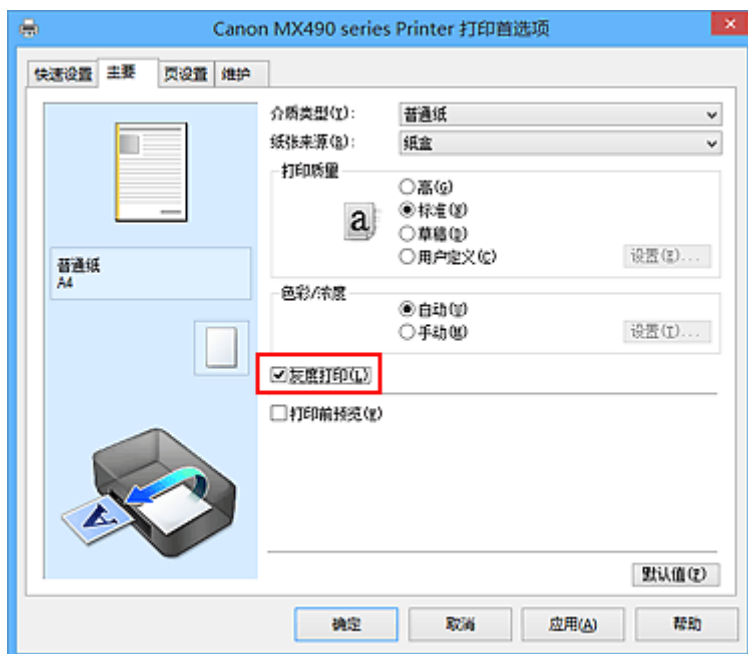 Canon MX490 series Printer 打印首选项
快速设置 主要 页设置 维护
介质类型(Y): 普通纸
纸张来源(R): 纸盒
打印质量
高(G)
a
标准(S)
草稿(D)
用户定义(C) 设置(E)...
普通纸
A4
色彩/浓度
自动(U)
手动(M) 设置(T)...
灰度打印(L)
打印前预览(W)
A
默认值(F)
确定 取消 应用(A) 帮助